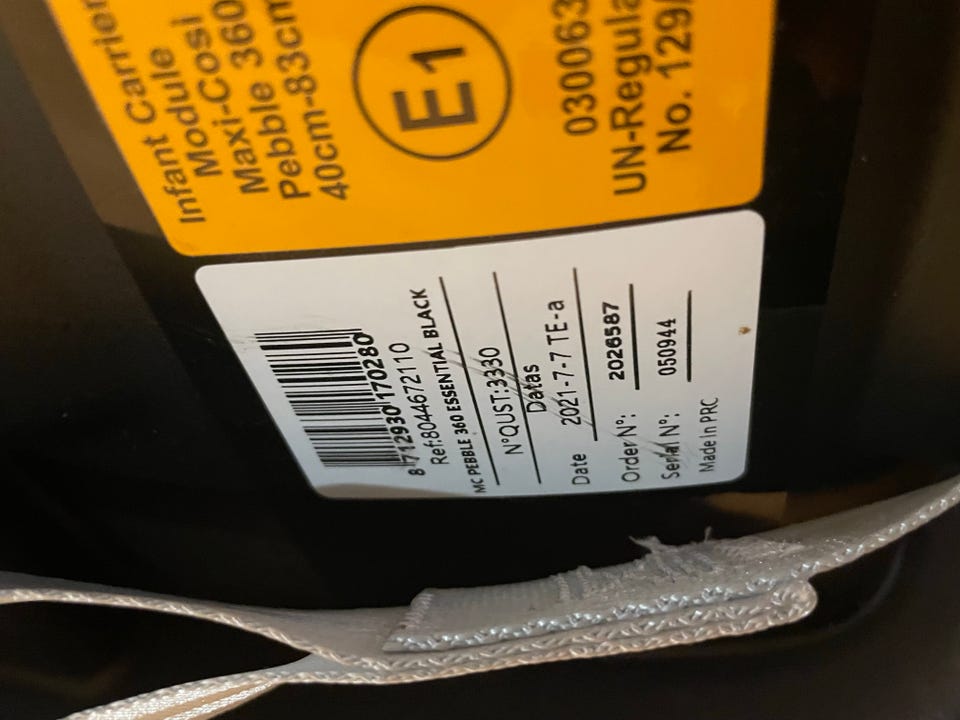 Infant Carrier
Module
Maxi-Cosi
Pebble 360
40cm-83cm
E1
0300063
UN-Regula
No. 129/
8 712930 170280
Ref:8044672110
MC PEBBLE 360 ESSENTIAL BLACK
N°QUST:3330
Datas
Date 2021-7-7 TE-a
Order N°: 2026587
Serial N°: 050944
Made In PRC